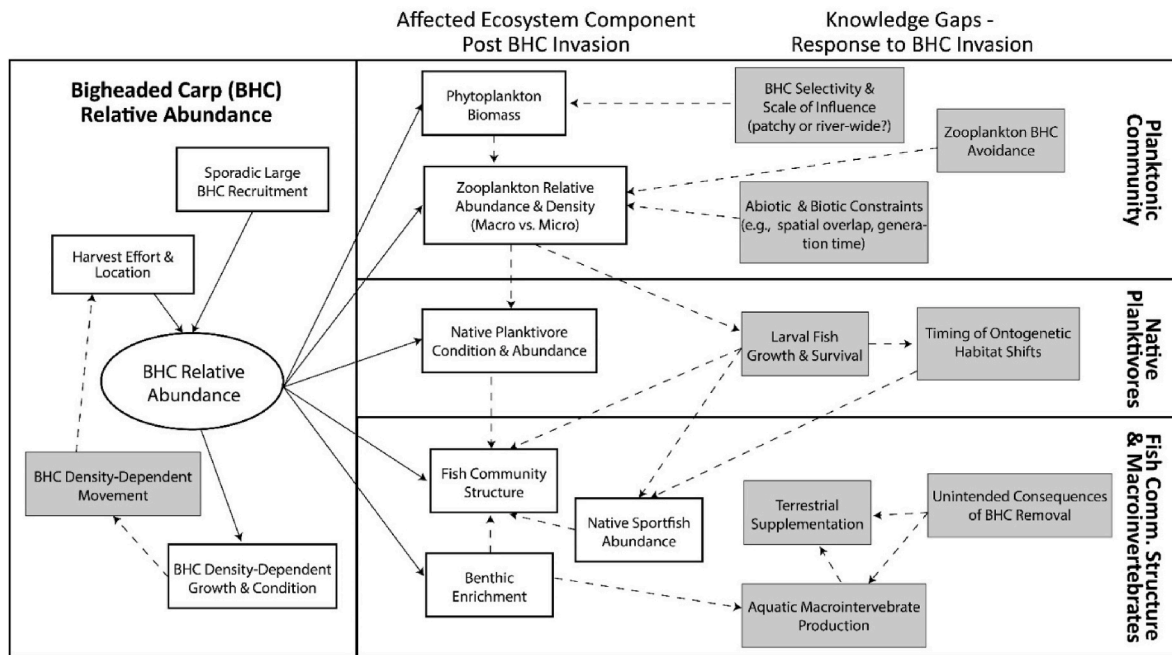 Affected Ecosystem Component
Post BHC Invasion
Knowledge Gaps -
Response to BHC Invasion
Bigheaded Carp (BHC)
Relative Abundance
Sporadic Large
BHC Recruitment
Harvest Effort &
Location
BHC Relative
Abundance
BHC Density-Dependent
Movement
BHC Density-Dependent
Growth & Condition
Phytoplankton
Biomass
BHC Selectivity &
Scale of Influence
(patchy or river-wide?)
Zooplankton BHC
Avoidance
Zooplankton Relative
Abundance & Density
(Macro vs. Micro)
Abiotic & Biotic Constraints
(e.g., spatial overlap, genera-
tion time)
Planktonic
Community
Native Planktivore
Condition & Abundance
Larval Fish
Growth & Survival
Timing of Ontogenetic
Habitat Shifts
Native
Planktivores
Fish Community
Structure
Native Sportfish
Abundance
Benthic
Enrichment
Terrestrial
Supplementation
Unintended Consequences
of BHC Removal
Aquatic Macrointevebrate
Production
Fish Comm. Structure
& Macroinvertebrates